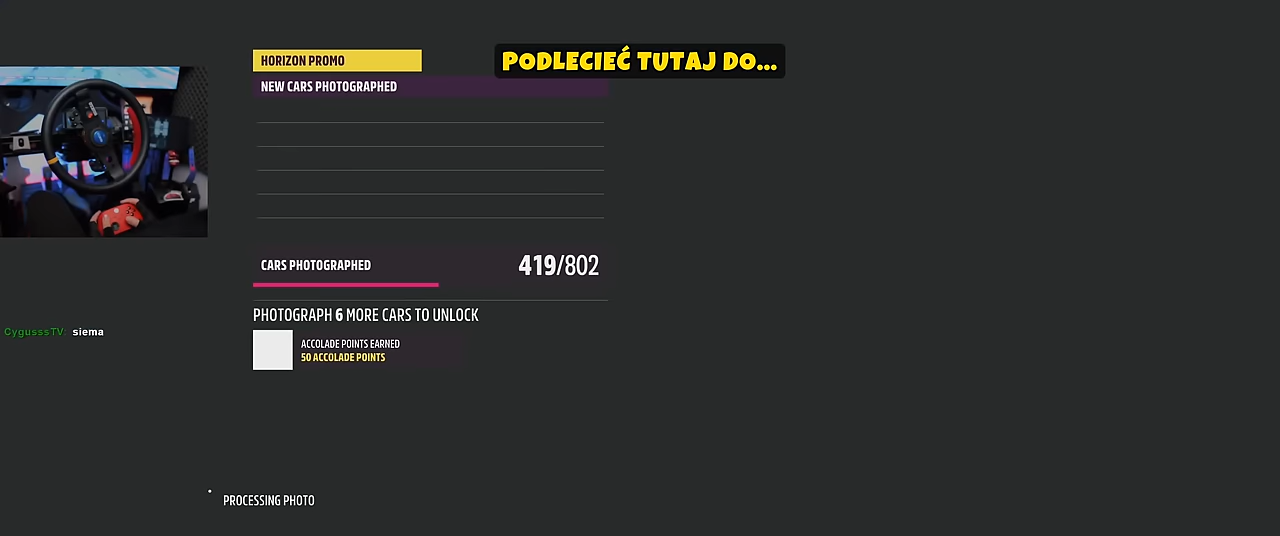 HORIZON PROMO
PODLECIEĆ TUTAJ DO...
NEW CARS PHOTOGRAPHED
CARS PHOTOGRAPHED
419/802
PHOTOGRAPH 6 MORE CARS TO UNLOCK
ACCOLADE POINTS EARNED
50 ACCOLADE POINTS
CygusssTV: siema
PROCESSING PHOTO